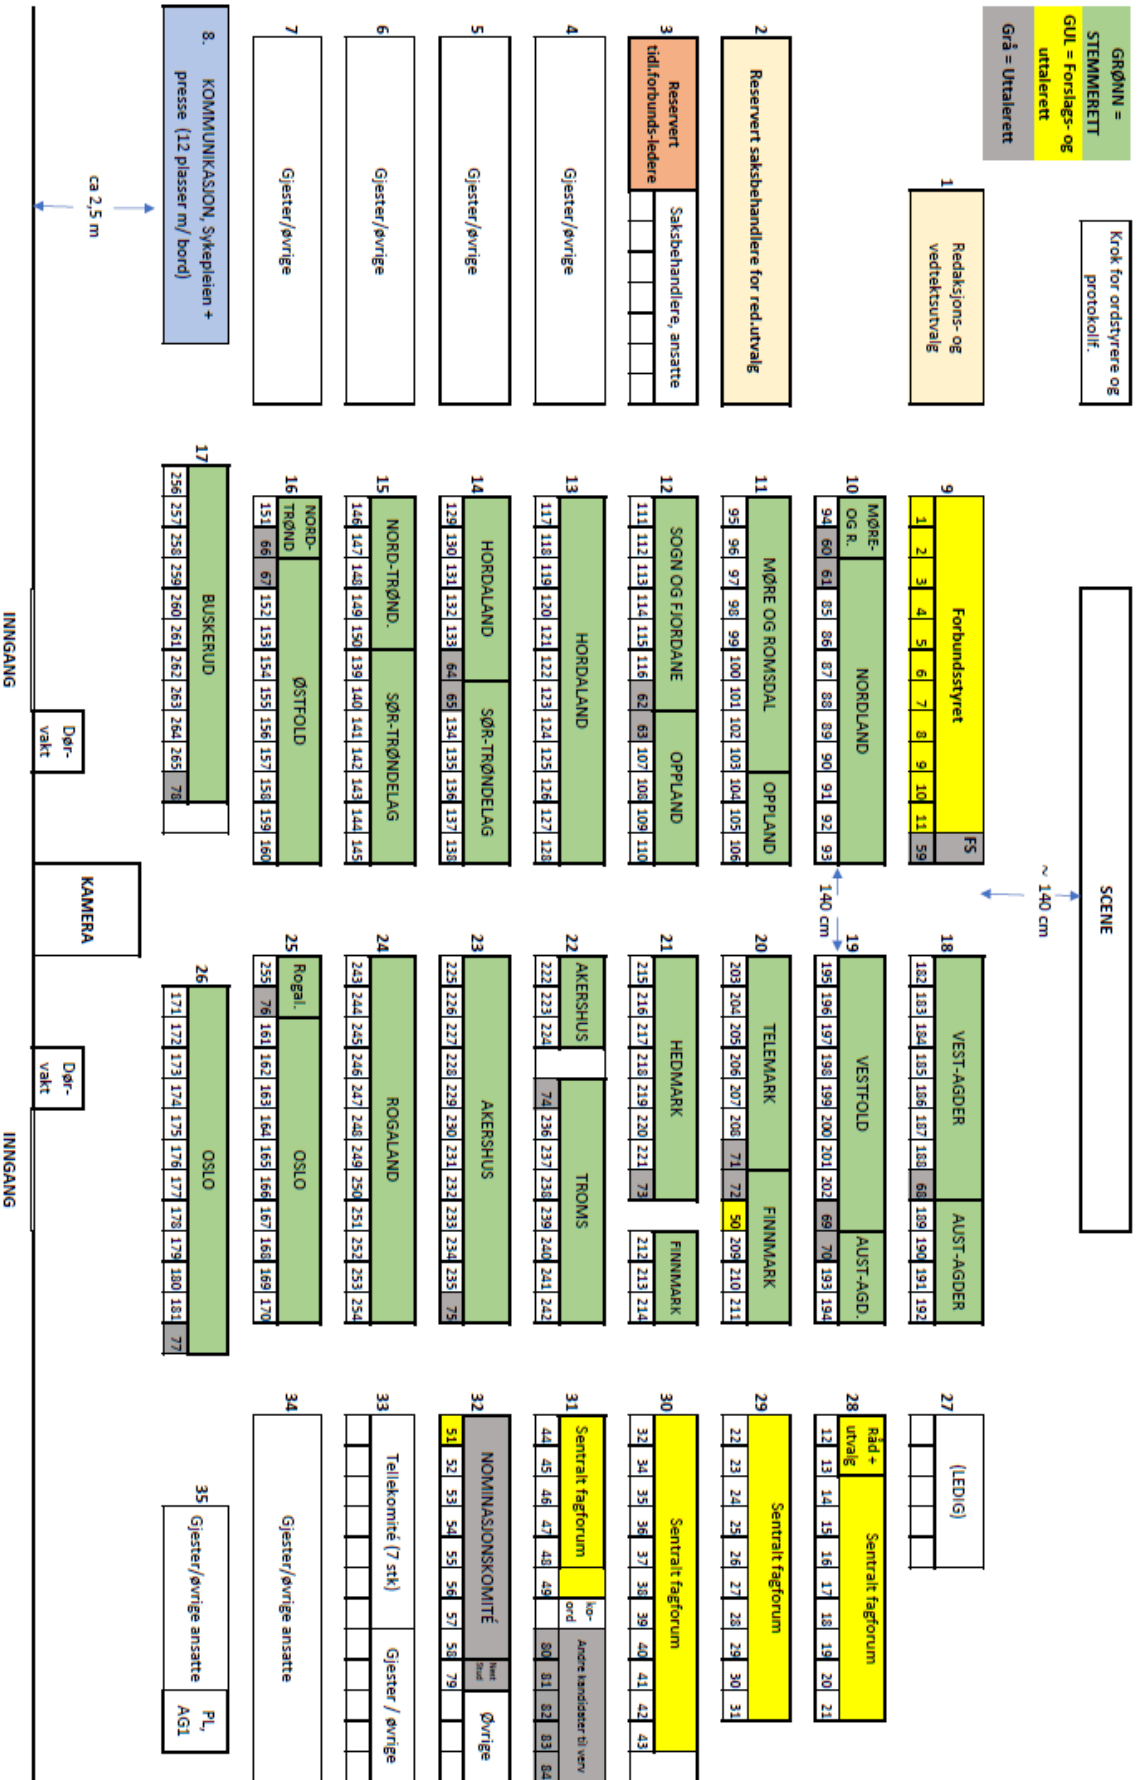 GRØNN =
STEMMERETT
GUL = Forslags- og
uttalerett
Grå = Uttalerett
Krok for ordstyrere og
protokollf.
SCENE
~ 140 cm
1
Redaksjons- og
vedtektsutvalg
9
Forbundsstyret
FS
1 2 3 4 5 6 7 8 9 10 11 59
18
VEST-AGDER
AUST-AGDER
182 183 184 185 186 187 188 68 189 190 191 192
27
(LEDIG)
10
MØRE-
OG R.
NORDLAND
94 60 61 85 86 87 88 89 90 91 92 93
140 cm
19
VESTFOLD
AUST-AGD.
195 196 197 198 199 200 201 202 69 70 193 194
28
Råd +
utvalg
Sentralt fagforum
12 13 14 15 16 17 18 19 20 21
2
Reservert saksbehandlere for red.utvalg
11
MØRE OG ROMSDAL
OPPLAND
95 96 97 98 99 100 101 102 103 104 105 106
20
TELEMARK
FINNMARK
203 204 205 206 207 208 71 72 50 209 210 211
29
Sentralt fagforum
22 23 24 25 26 27 28 29 30 31
3
Reservert
tidl.forbunds-ledere
Saksbehandlere, ansatte
12
SOGN OG FJORDANE
OPPLAND
111 112 113 114 115 116 62 63 107 108 109 110
21
HEDMARK
FINNMARK
215 216 217 218 219 220 221 73 212 213 214
30
Sentralt fagforum
32 34 35 36 37 38 39 40 41 42 43
4
Gjester/øvrige
13
HORDALAND
117 118 119 120 121 122 123 124 125 126 127 128
22
AKERSHUS
TROMS
222 223 224 74 236 237 238 239 240 241 242
31
Sentralt fagforum
ko-
ord
Andre kandidater til verv
44 45 46 47 48 49 80 81 82 83 84
5
Gjester/øvrige
14
HORDALAND
SØR-TRØNDELAG
129 130 131 132 133 64 65 134 135 136 137 138
23
AKERSHUS
225 226 227 228 229 230 231 232 233 234 235 75
32
NOMINASJONSKOMITÉ
Stud
Øvrige
51 52 53 54 55 56 57 58 79
6
Gjester/øvrige
15
NORD-TRØND.
SØR-TRØNDELAG
146 147 148 149 150 139 140 141 142 143 144 145
24
ROGALAND
243 244 245 246 247 248 249 250 251 252 253 254
33
Tellekomité (7 stk)
Gjester / øvrige
7
Gjester/øvrige
16
NORD-
TRØND
ØSTFOLD
151 66 67 152 153 154 155 156 157 158 159 160
25
Rogal.
OSLO
255 76 161 162 163 164 165 166 167 168 169 170
34
Gjester/øvrige ansatte
8. KOMMUNIKASJON, Sykepleien +
presse (12 plasser m/ bord)
17
BUSKERUD
256 257 258 259 260 261 262 263 264 265 78
26
OSLO
171 172 173 174 175 176 177 178 179 180 181 77
35
Gjester/øvrige ansatte
PL,
AG1
ca 2,5 m
KAMERA
Dør-
vakt
Dør-
vakt
INNGANG
INNGANG